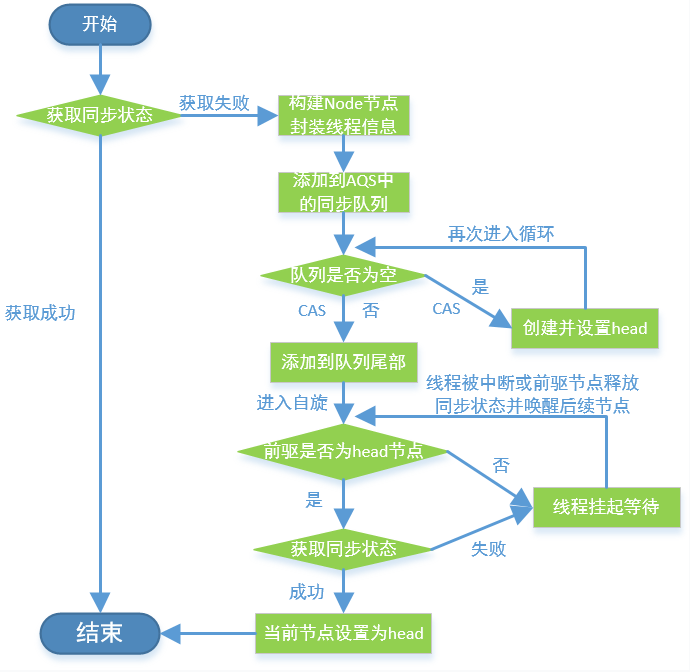 开始
获取同步状态
获取失败
构建Node节点
封装线程信息
添加到AQS中
的同步队列
再次进入循环
队列是否为空
是
CAS
CAS
否
获取成功
创建并设置head
添加到队列尾部
线程被中断或前驱节点释放
同步状态并唤醒后续节点
进入自旋
前驱是否为head节点
否
是
线程挂起等待
获取同步状态
失败
成功
结束
当前节点设置为head